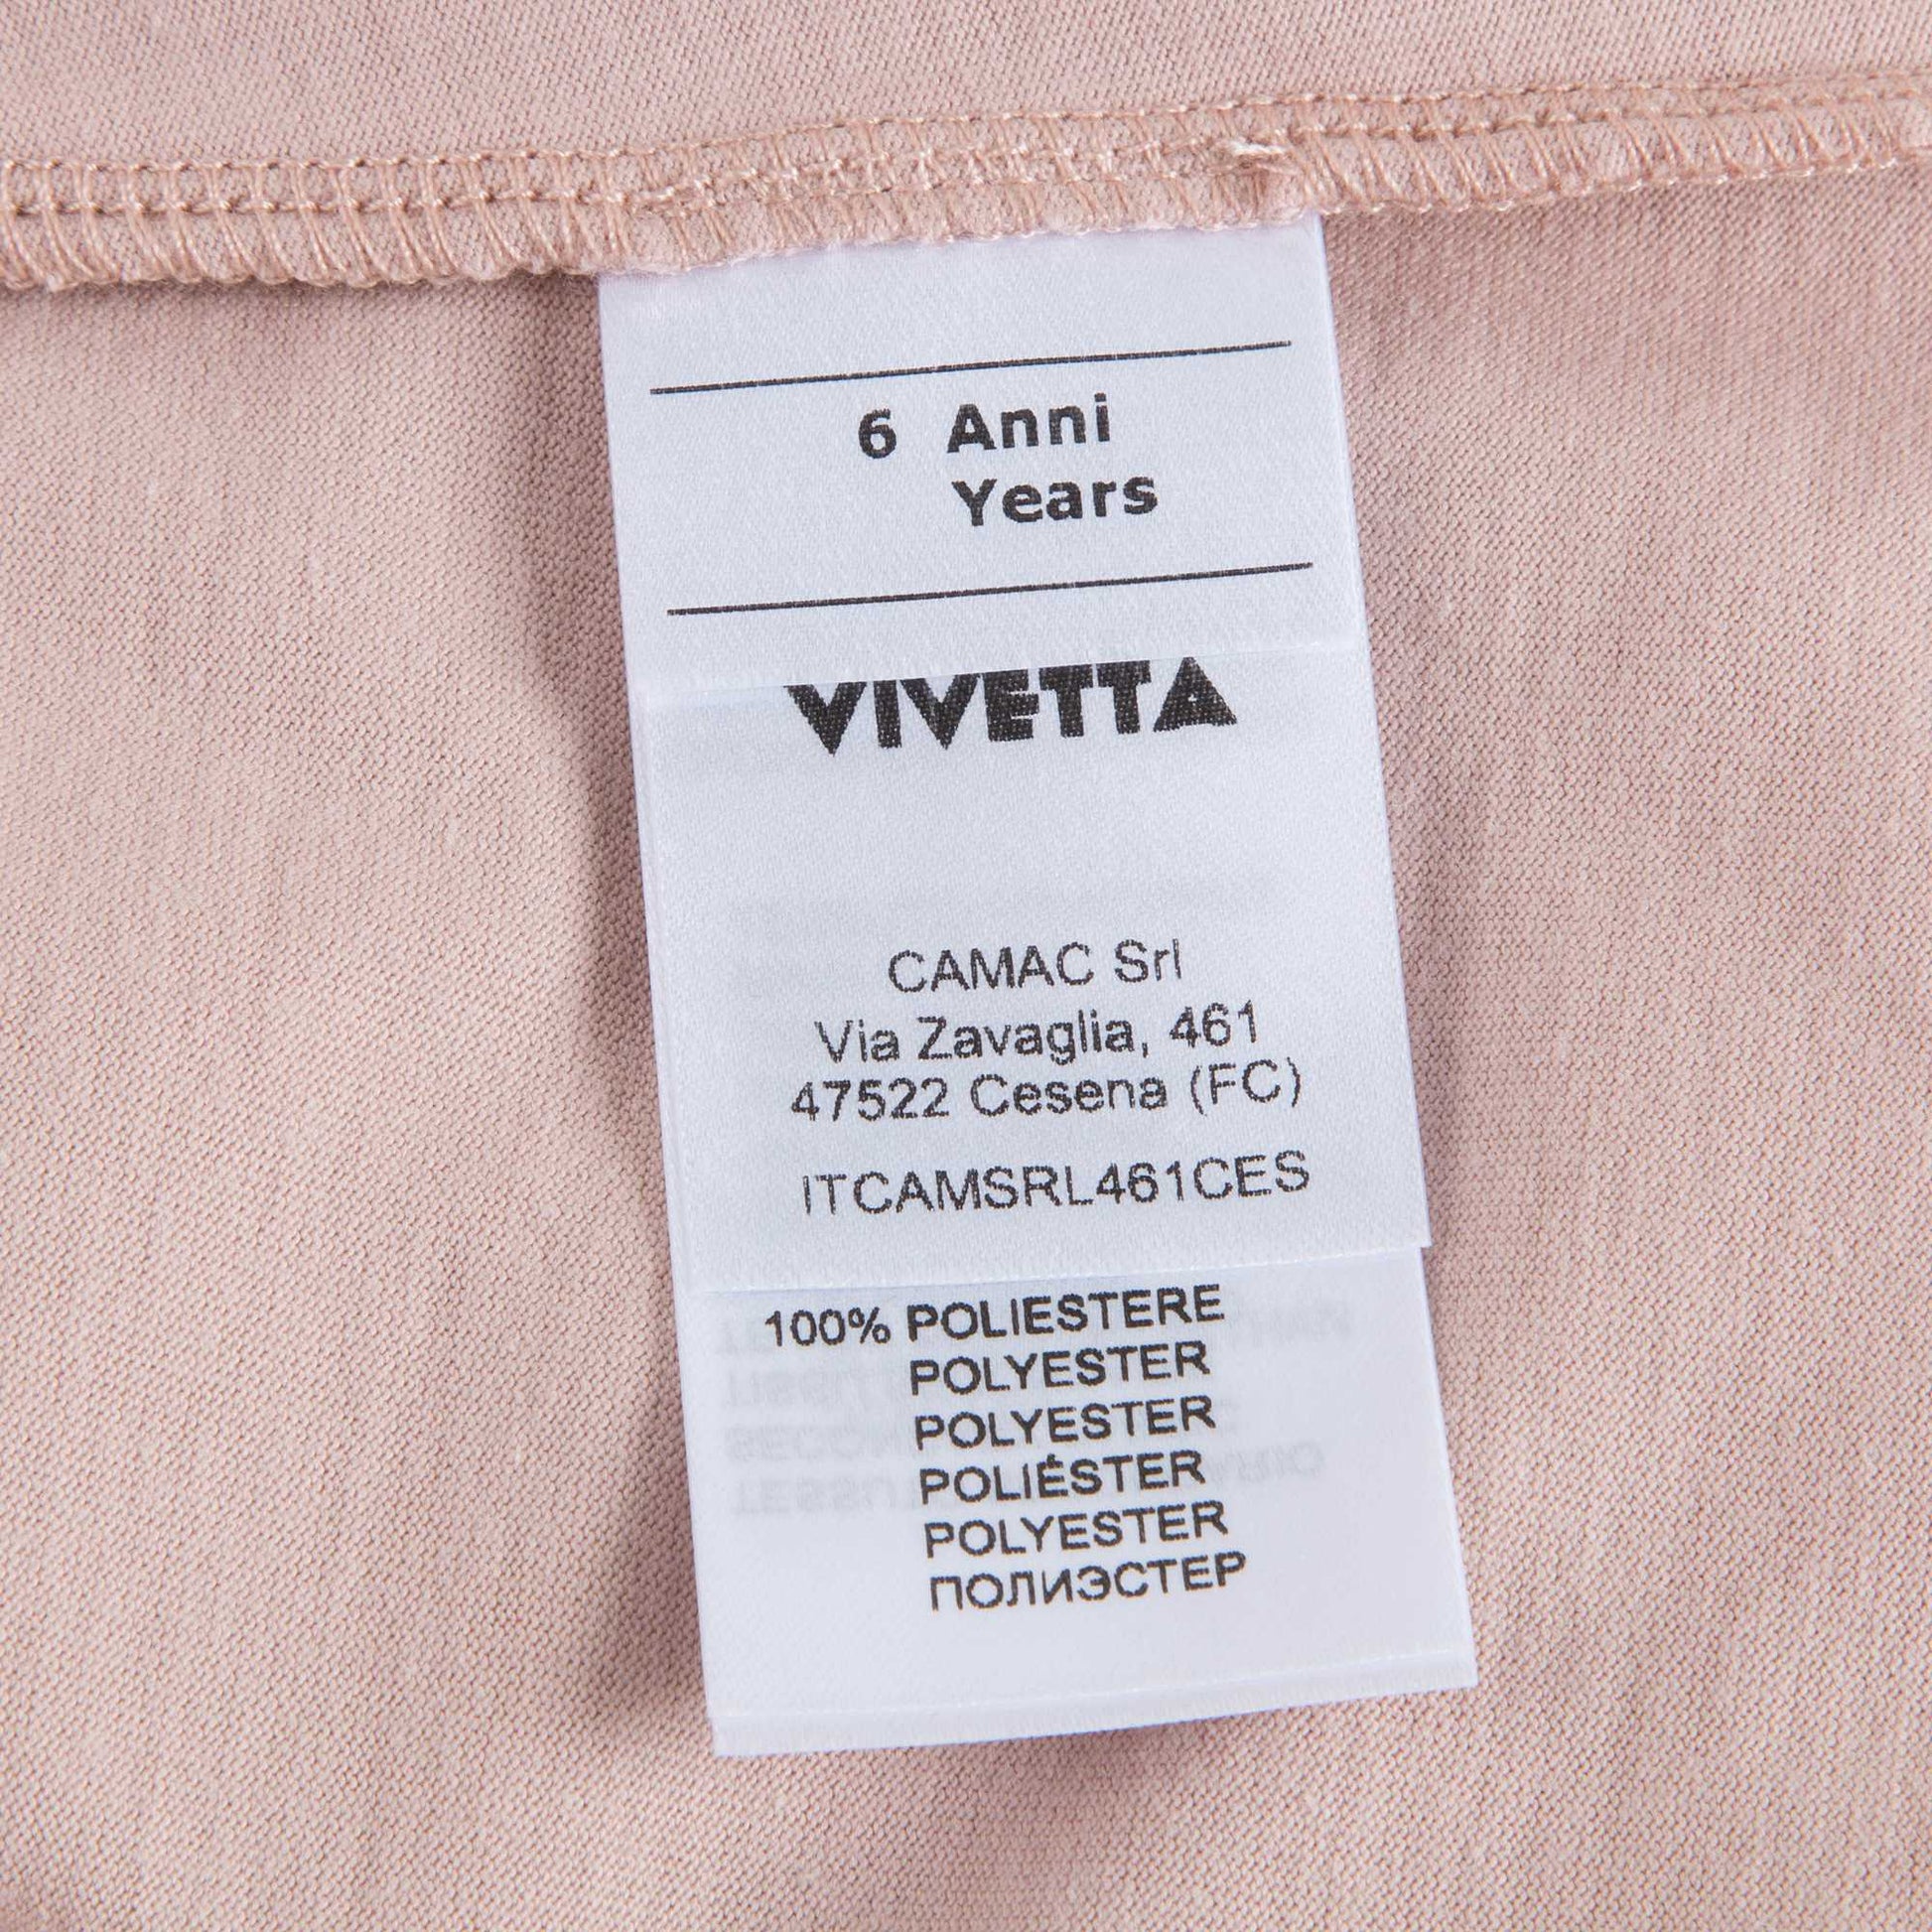 6 Anni
Years
VIVETTA
CAMAC Srl
Via Zavaglia, 461
47522 Cesena (FC)
ITCAMSRL461CES
100% POLIESTERE
POLYESTER
POLYESTER
POLIÉSTER
POLYESTER
ПОЛИЭСТЕР